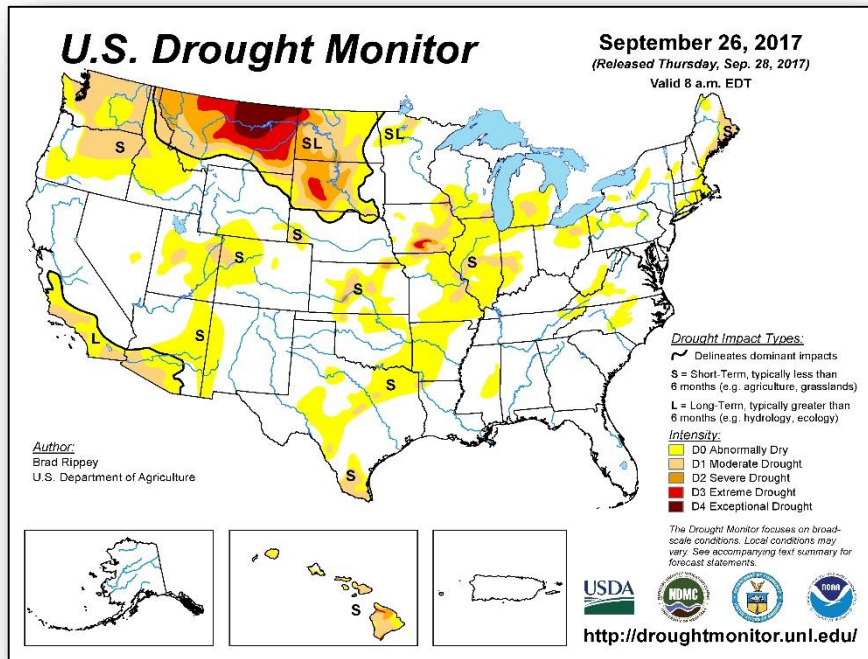 U.S. Drought Monitor
September 26, 2017
(Released Thursday, Sep. 28, 2017)
Valid 8 a.m. EDT
S
SL
SL
S
S
S
S
S
L
S
S
S
S
Drought Impact Types:
Delineates dominant impacts
S = Short-Term, typically less than
6 months (e.g. agriculture, grasslands)
L = Long-Term, typically greater than
6 months (e.g. hydrology, ecology)
Intensity:
D0 Abnormally Dry
D1 Moderate Drought
D2 Severe Drought
D3 Extreme Drought
D4 Exceptional Drought
Author:
Brad Rippey
U.S. Department of Agriculture
The Drought Monitor focuses on broad-
scale conditions. Local conditions may
vary. See accompanying text summary for
forecast statements.
USDA
NDMC
NOAA
http://droughtmonitor.unl.edu/